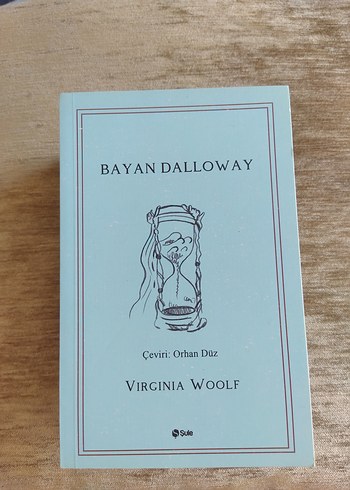 BAYAN DALLOWAY
Çeviri: Orhan Düz
VIRGINIA WOOLF
Şule